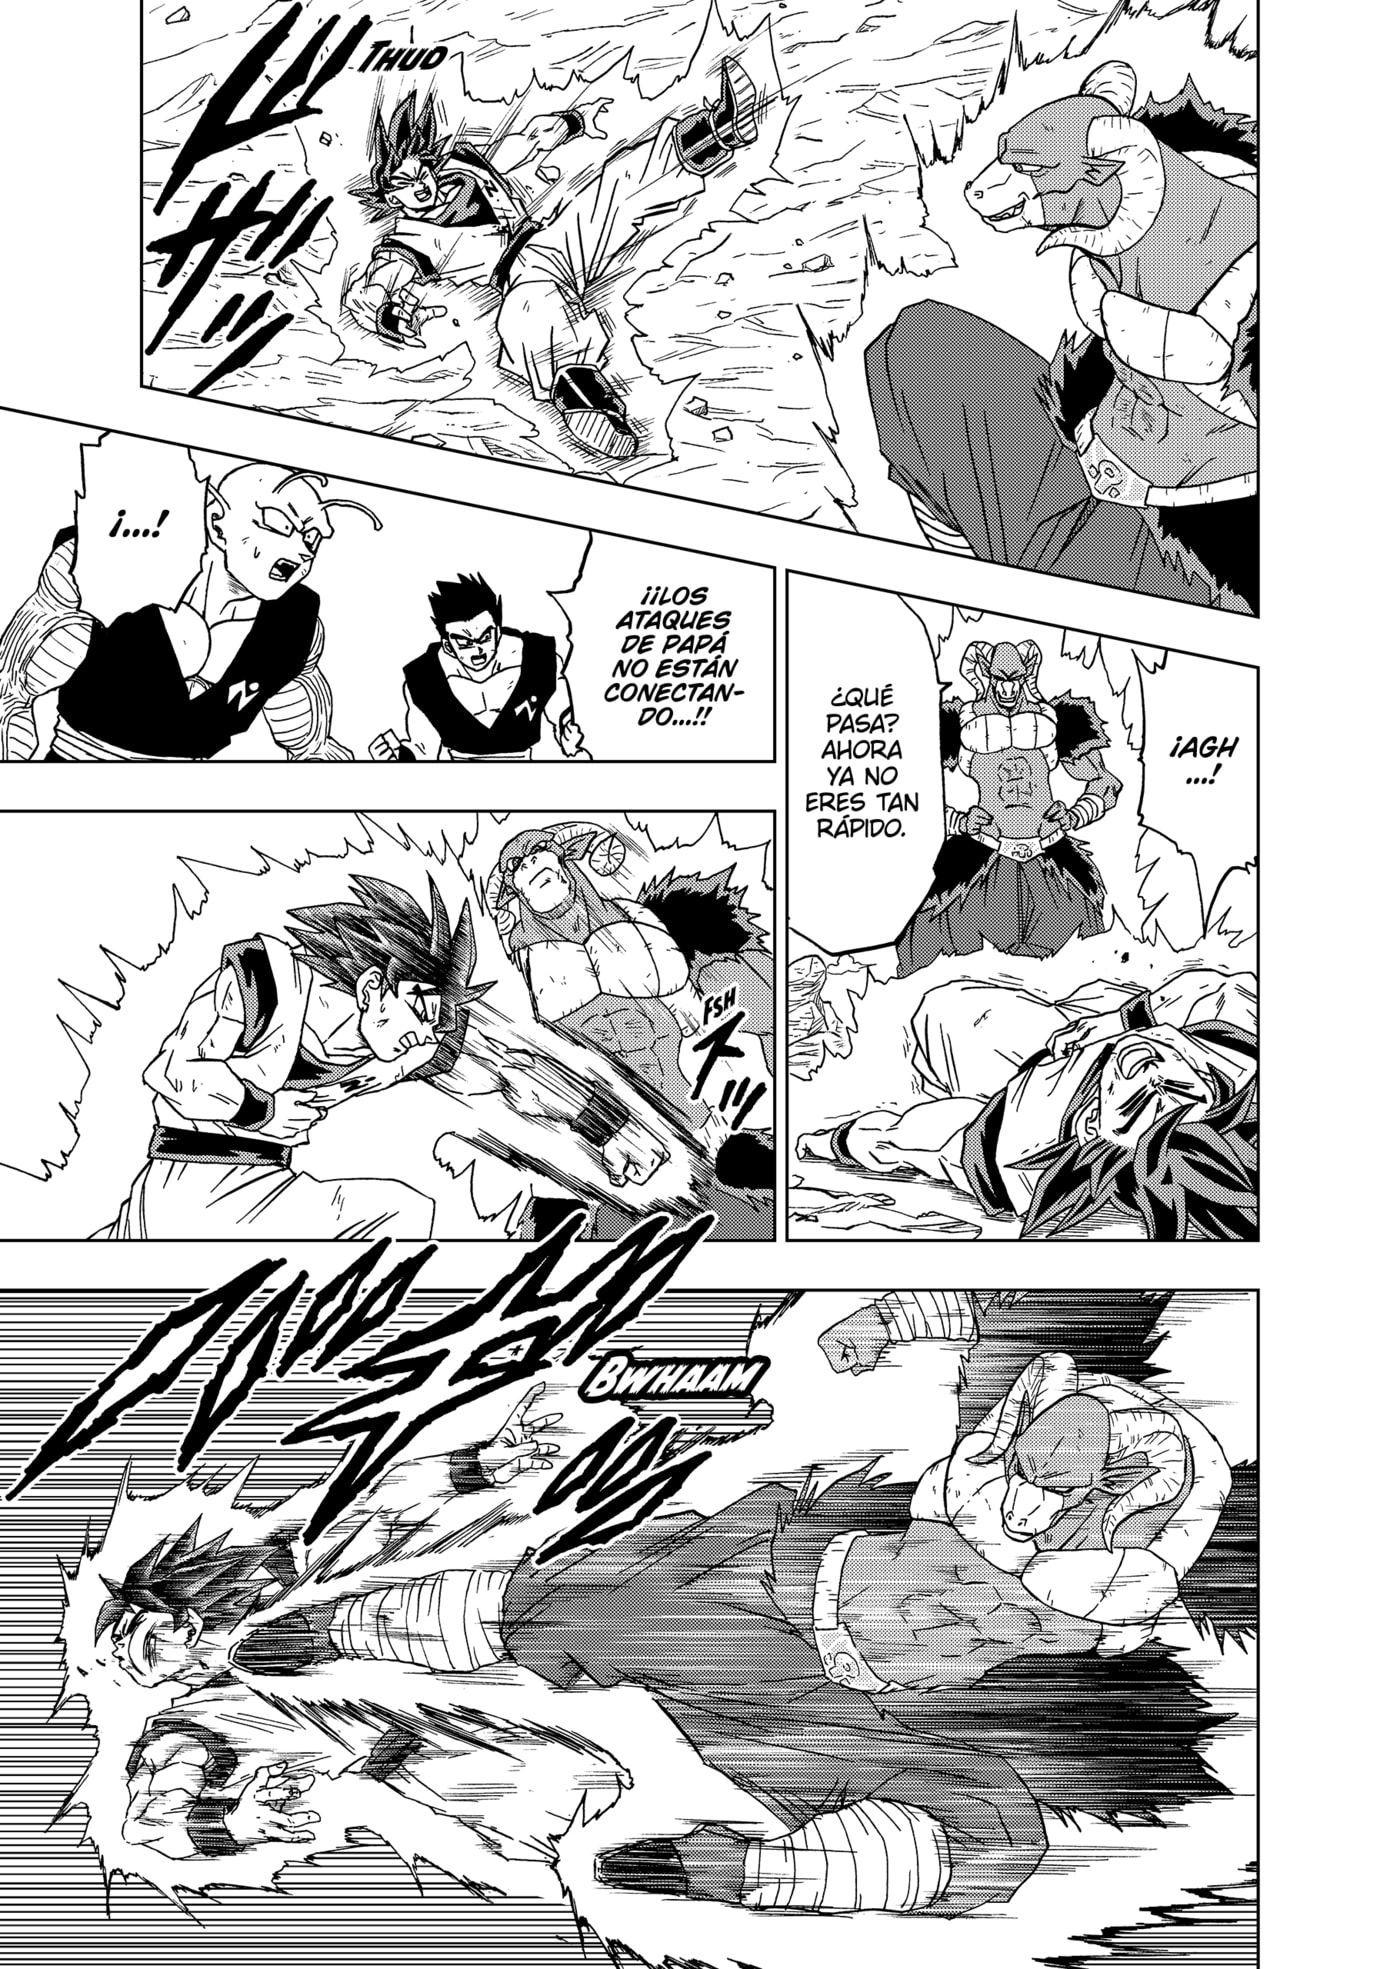 THUD
¡AGH
...!
¿QUÉ
PASA?
AHORA
YA NO
ERES TAN
RÁPIDO.
¡¡LOS
ATAQUES
DE PAPÁ
NO ESTÁN
CONECTAN-
DO...!!
¡....!
FSH
BWHAAM